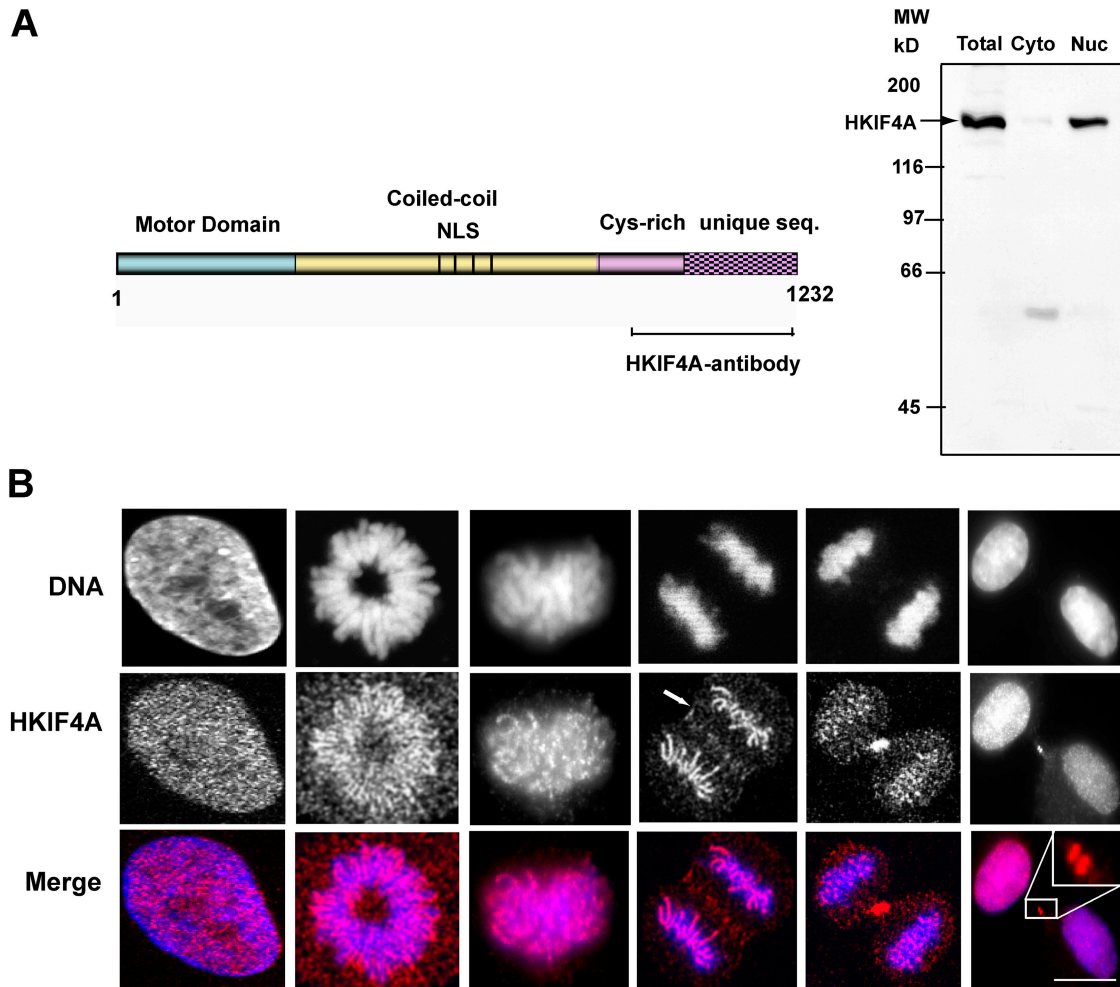 A
MW
kD
Total Cyto Nuc
200
HKIF4A
116
97
66
45
Coiled-coil
Motor Domain
NLS
Cys-rich unique seq.
1
1232
HKIF4A-antibody
B
DNA
HKIF4A
Merge